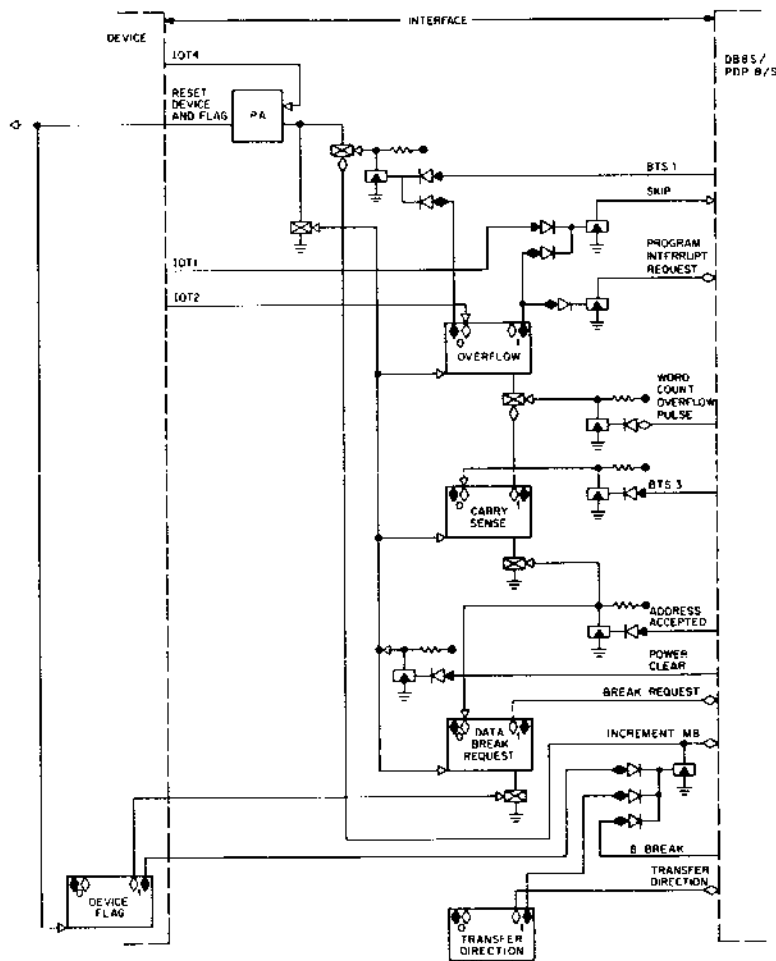 INTERFACE
DEVICE
DB8S/
PDP 8/S
IOT4
RESET
DEVICE
AND FLAG
PA
BTS 1
SKIP
PROGRAM
INTERRUPT
REQUEST
IOT1
IOT2
0 1
OVERFLOW
WORD
COUNT
OVERFLOW
PULSE
BTS 3
0 1
CARRY
SENSE
ADDRESS
ACCEPTED
POWER
CLEAR
BREAK REQUEST
0 1
DATA
BREAK
REQUEST
INCREMENT MB
B BREAK
TRANSFER
DIRECTION
0 1
DEVICE
FLAG
0 1
TRANSFER
DIRECTION